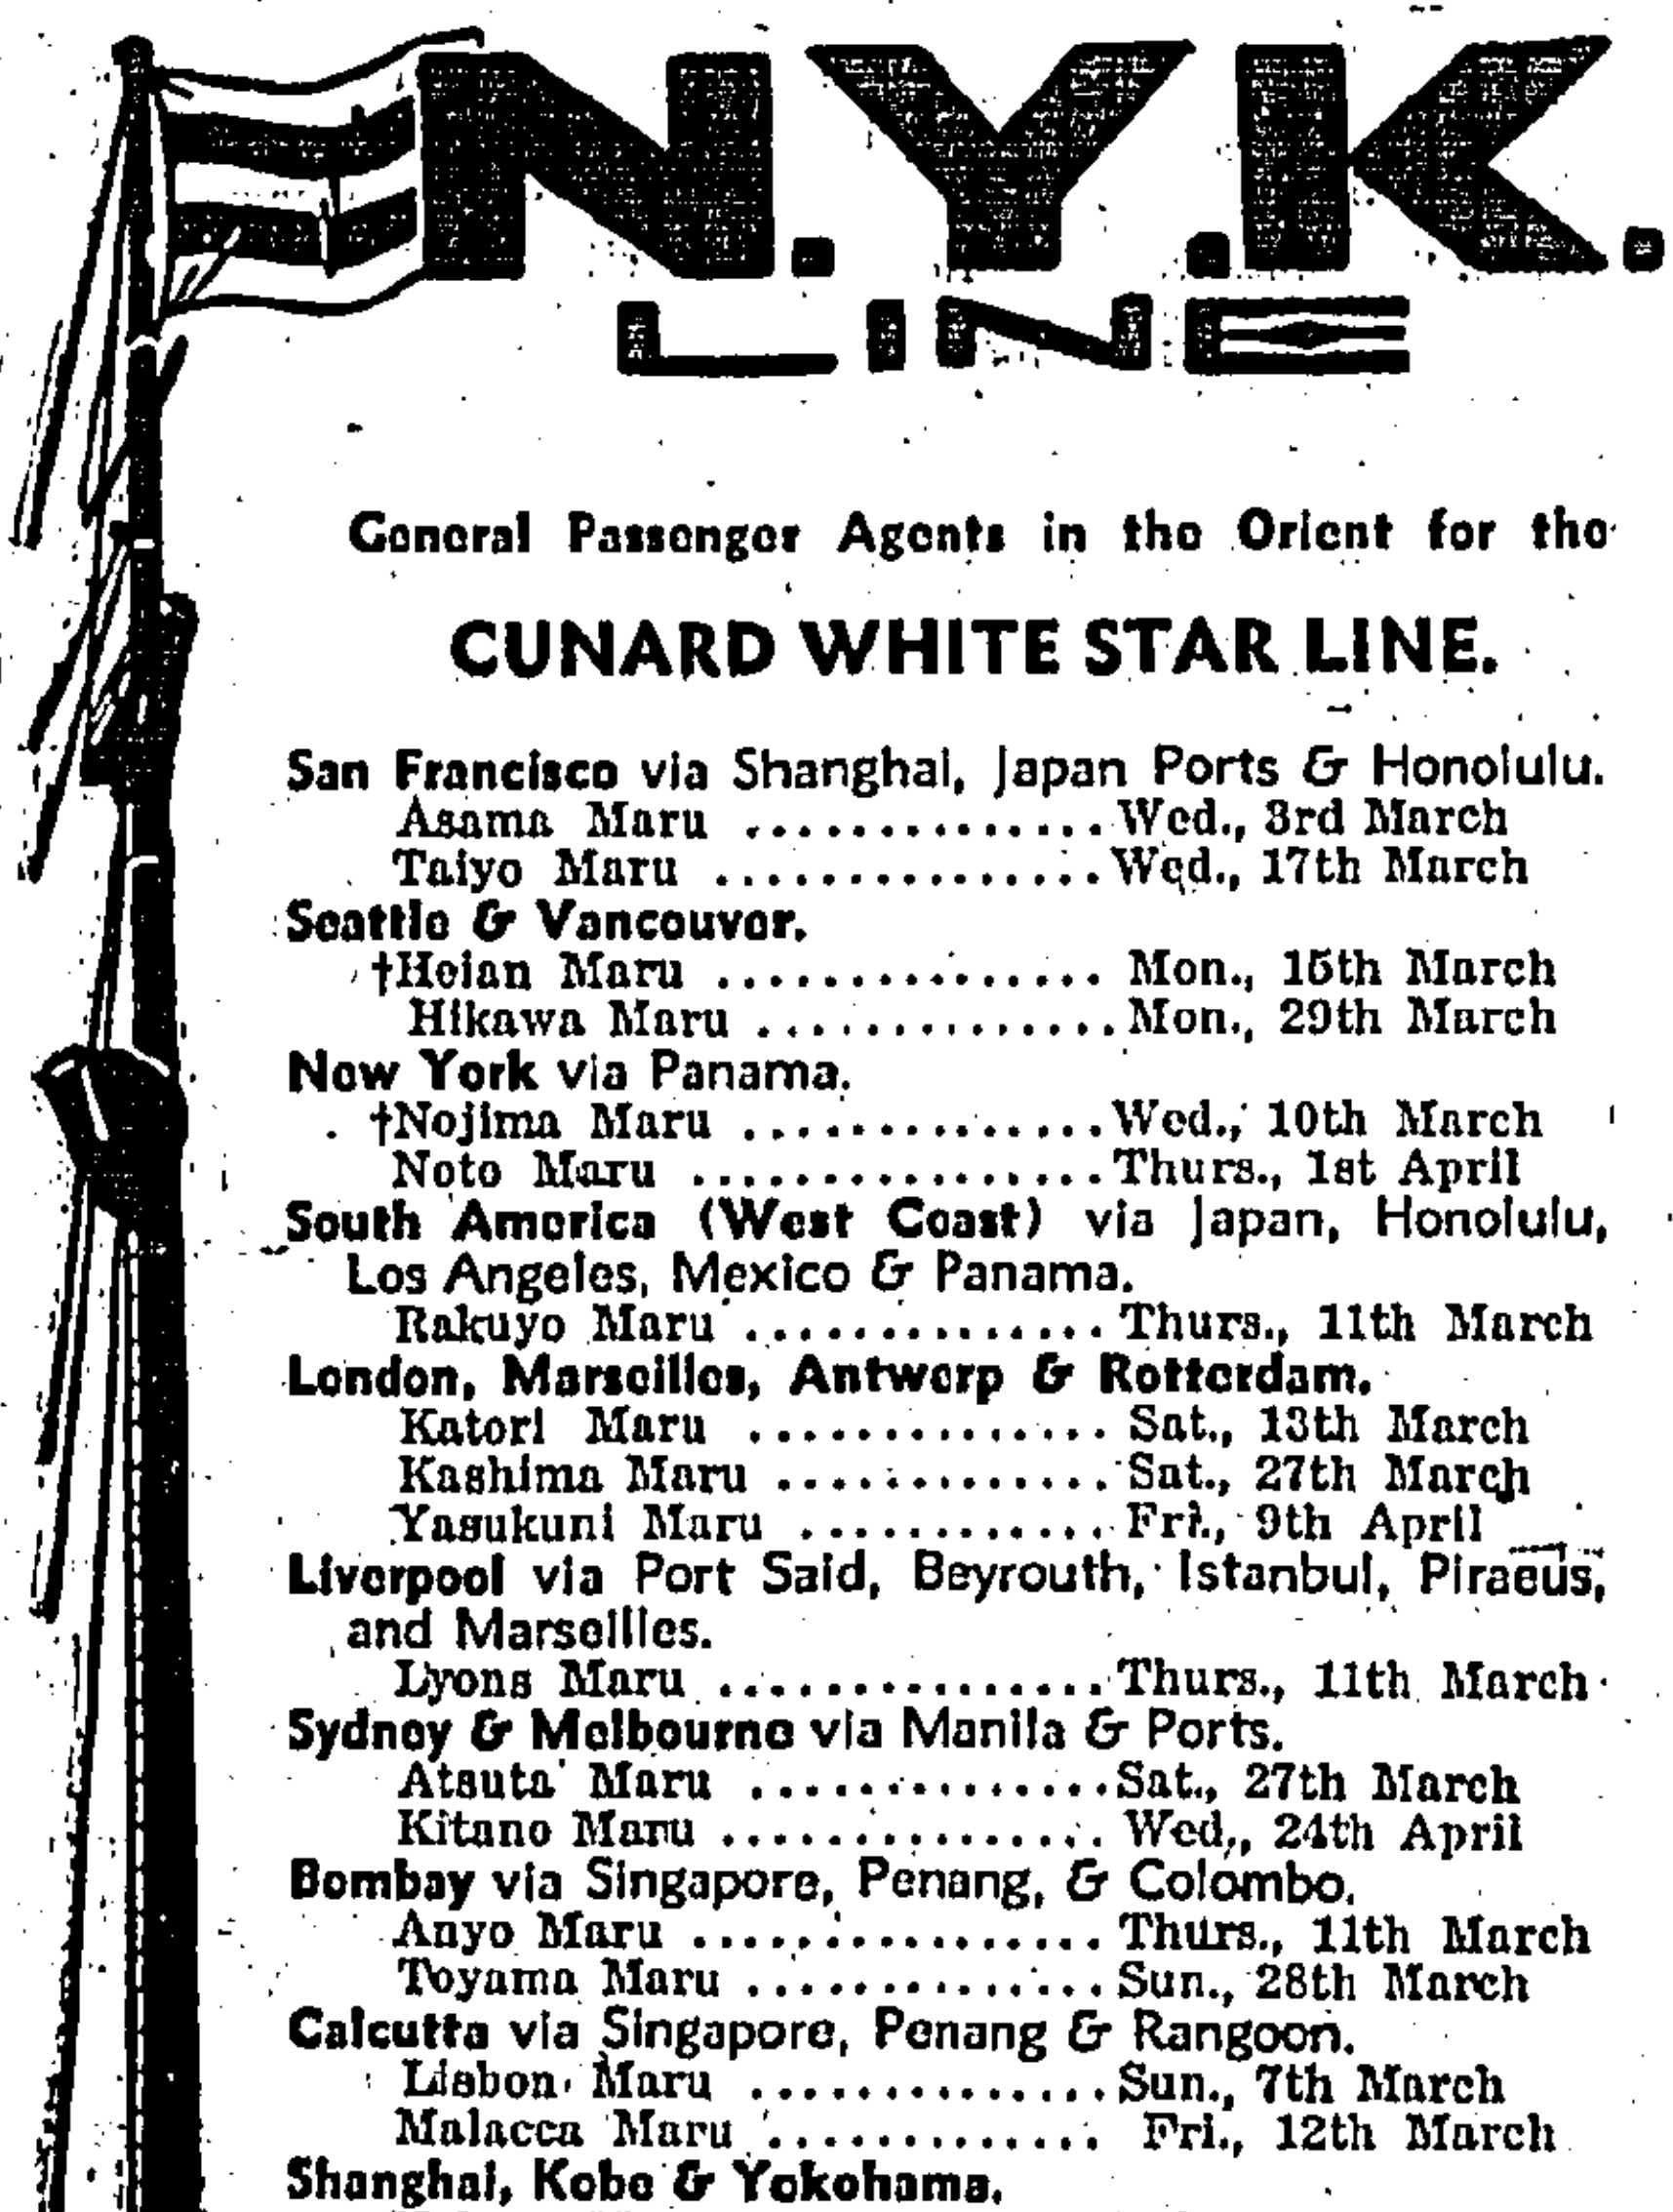 N.Y.K.
LINE
General Passenger Agents in the Orient for the
CUNARD WHITE STAR LINE.
San Francisco via Shanghai, Japan Ports & Honolulu.
Asama Maru ..............Wed., 3rd March
Taiyo Maru ...............Wed., 17th March
Seattle & Vancouver.
†Heian Maru ............... Mon., 15th March
Hikawa Maru ..............Mon., 29th March
New York via Panama.
†Nojima Maru ..............Wed., 10th March
Noto Maru ................Thurs., 1st April
South America (West Coast) via Japan, Honolulu,
Los Angeles, Mexico & Panama.
Rakuyo Maru ..............Thurs., 11th March
London, Marseilles, Antwerp & Rotterdam.
Katori Maru .............. Sat., 13th March
Kashima Maru .............Sat., 27th March
Yasukuni Maru ............ Fri., 9th April
Liverpool via Port Said, Beyrouth, Istanbul, Piraeus,
and Marseilles.
Lyons Maru ...............Thurs., 11th March
Sydney & Melbourne via Manila & Ports.
Atsuta Maru ..............Sat., 27th March
Kitano Maru ............... Wed., 24th April
Bombay via Singapore, Penang, & Colombo.
Anyo Maru ................ Thurs., 11th March
Toyama Maru ..............Sun., 28th March
Calcutta via Singapore, Penang & Rangoon.
Lisbon Maru ..............Sun., 7th March
Malacca Maru ............. Fri., 12th March
Shanghai, Kobe & Yokohama.